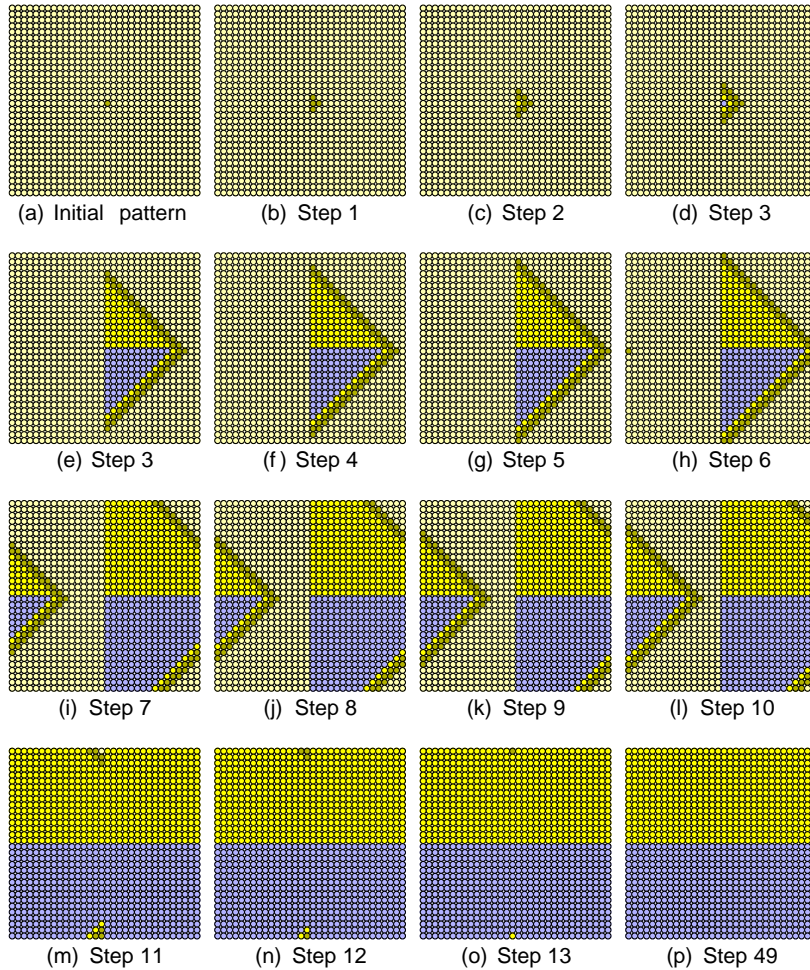 (a) Initial pattern (b) Step 1 (c) Step 2 (d) Step 3
(e) Step 3 (f) Step 4 (g) Step 5 (h) Step 6
(i) Step 7 (j) Step 8 (k) Step 9 (l) Step 10
(m) Step 11 (n) Step 12 (o) Step 13 (p) Step 49